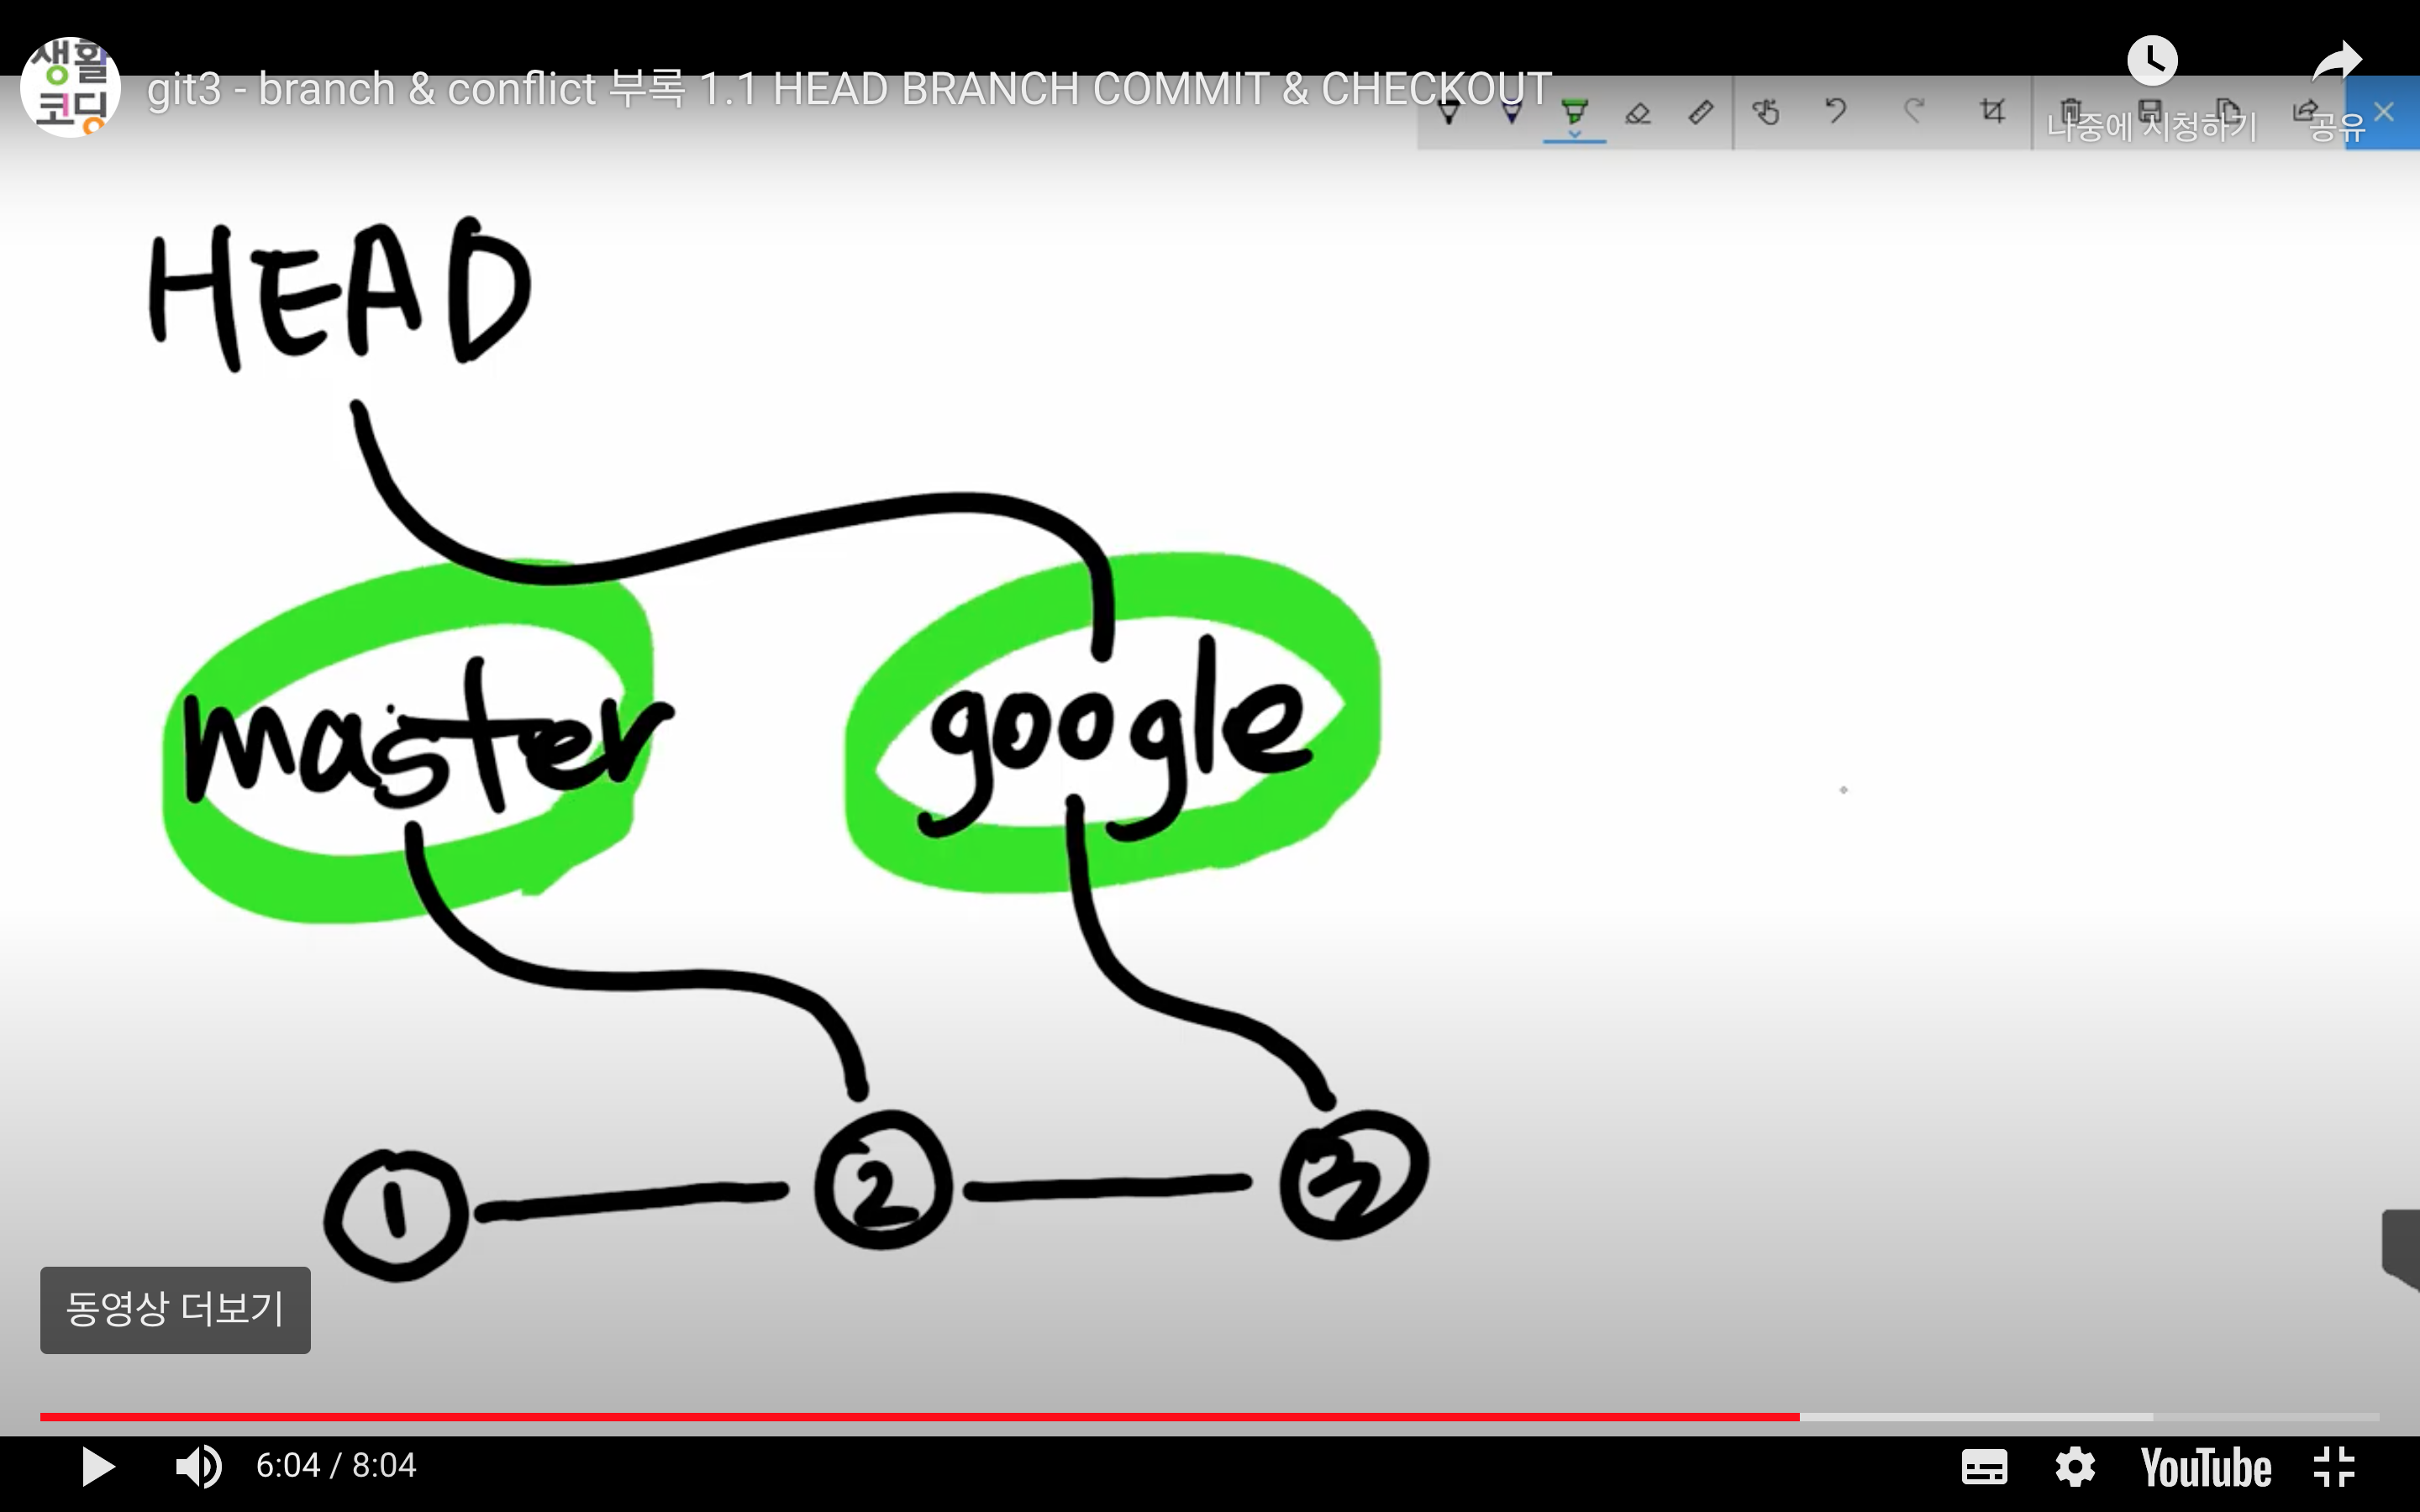 생활
코딩
git3 - branch & conflict 부록 1.1 HEAD BRANCH COMMIT & CHECKOUT
나중에 시청하기
공유
HEAD
master
google
1
2
3
동영상 더보기
6:04 / 8:04
YouTube